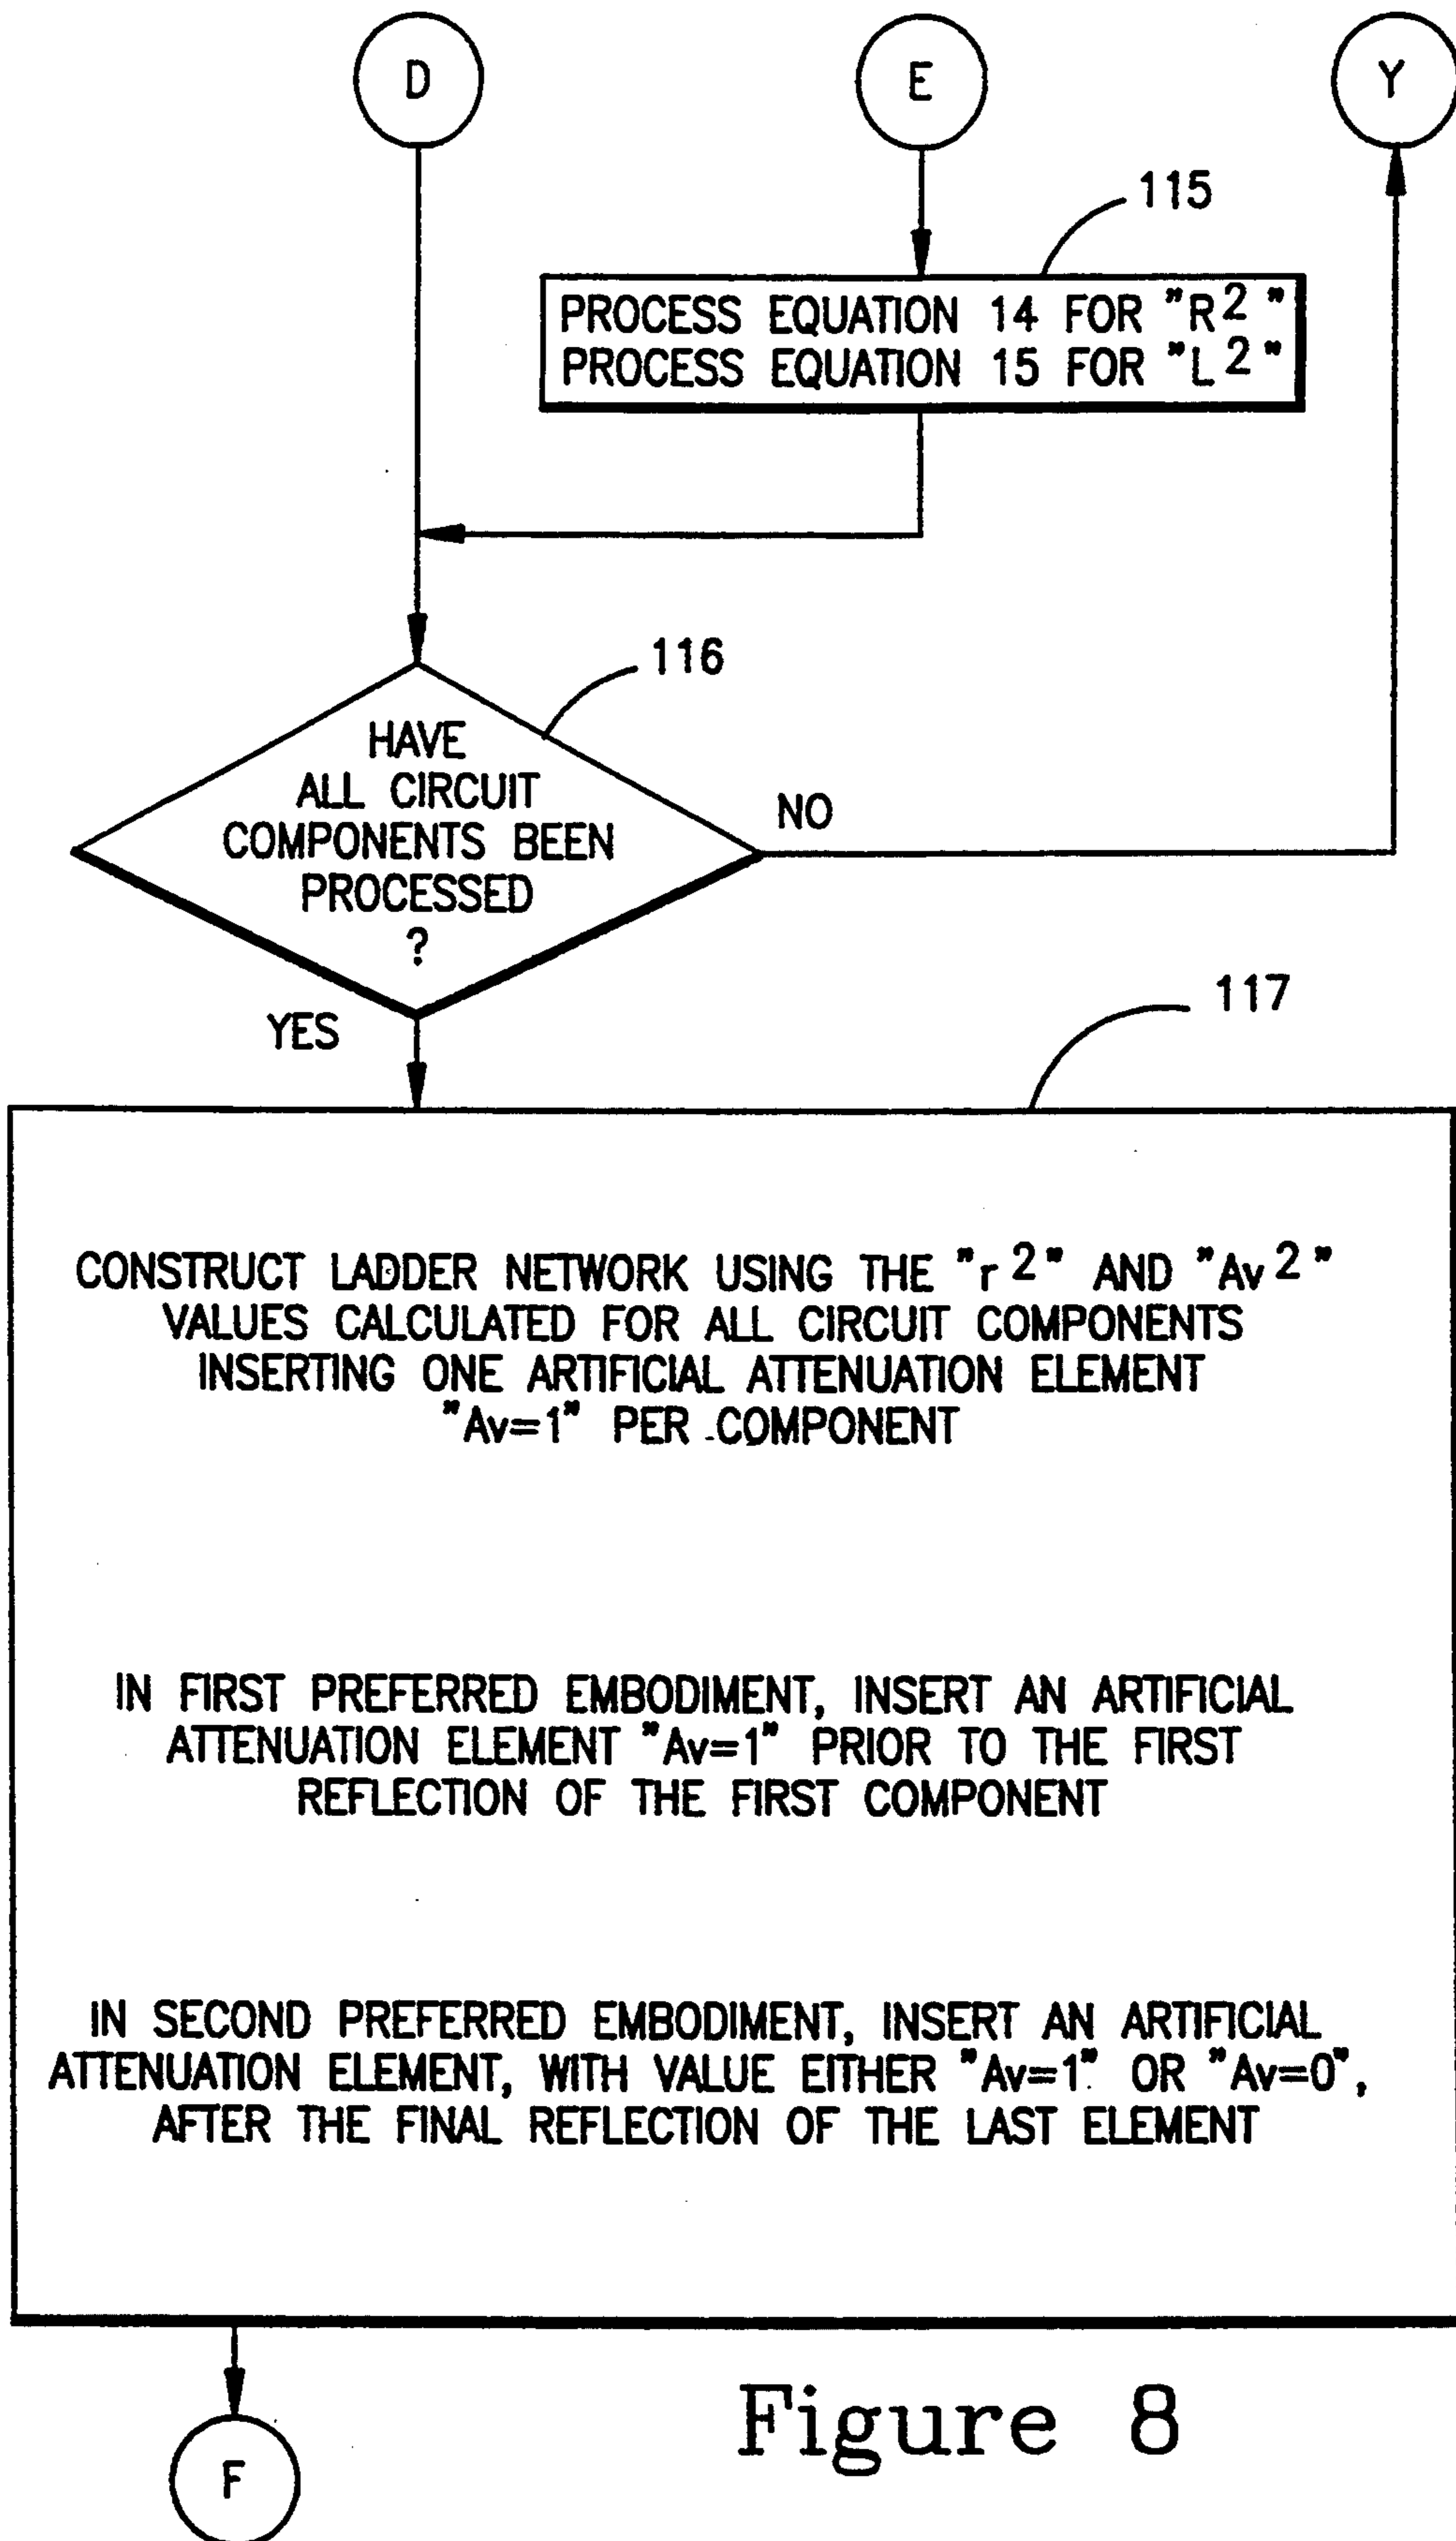 D
E
Y
115
PROCESS EQUATION 14 FOR "R2"
PROCESS EQUATION 15 FOR "L2"
116
HAVE
ALL CIRCUIT
COMPONENTS BEEN
PROCESSED
?
NO
YES
117
CONSTRUCT LADDER NETWORK USING THE "r2" AND "Av2"
VALUES CALCULATED FOR ALL CIRCUIT COMPONENTS
INSERTING ONE ARTIFICIAL ATTENUATION ELEMENT
"Av=1" PER COMPONENT
IN FIRST PREFERRED EMBODIMENT, INSERT AN ARTIFICIAL
ATTENUATION ELEMENT "Av=1" PRIOR TO THE FIRST
REFLECTION OF THE FIRST COMPONENT
IN SECOND PREFERRED EMBODIMENT, INSERT AN ARTIFICIAL
ATTENUATION ELEMENT, WITH VALUE EITHER "Av=1" OR "Av=0",
AFTER THE FINAL REFLECTION OF THE LAST ELEMENT
F
Figure 8